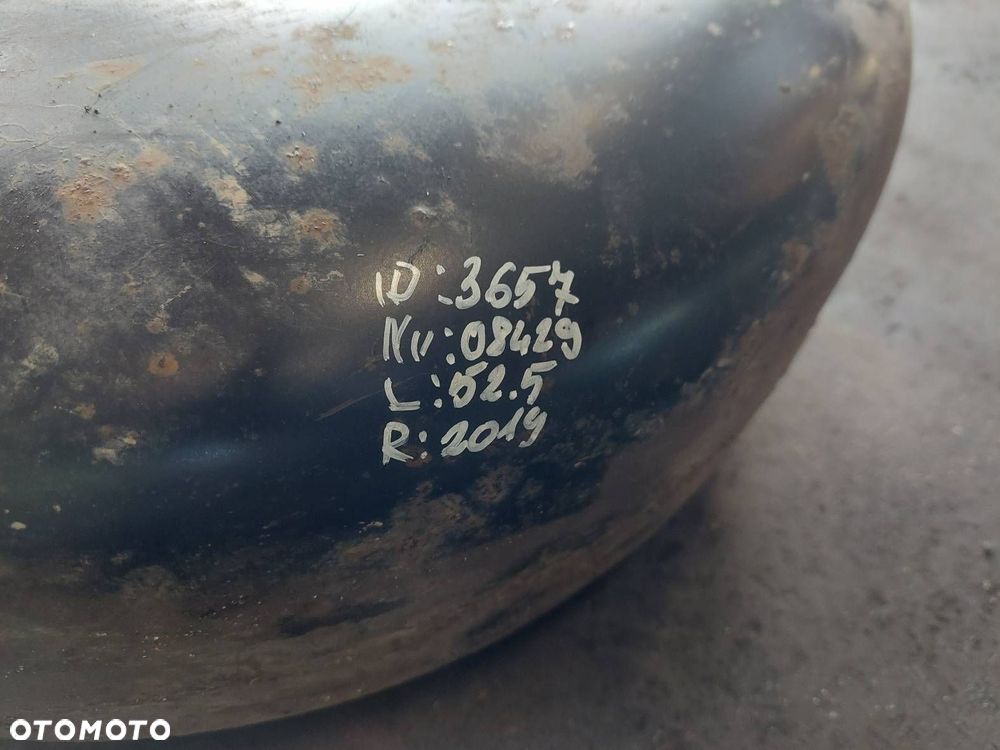 ID: 3657
Nr: 08429
L: 52.5
R: 2019
OTOMOTO